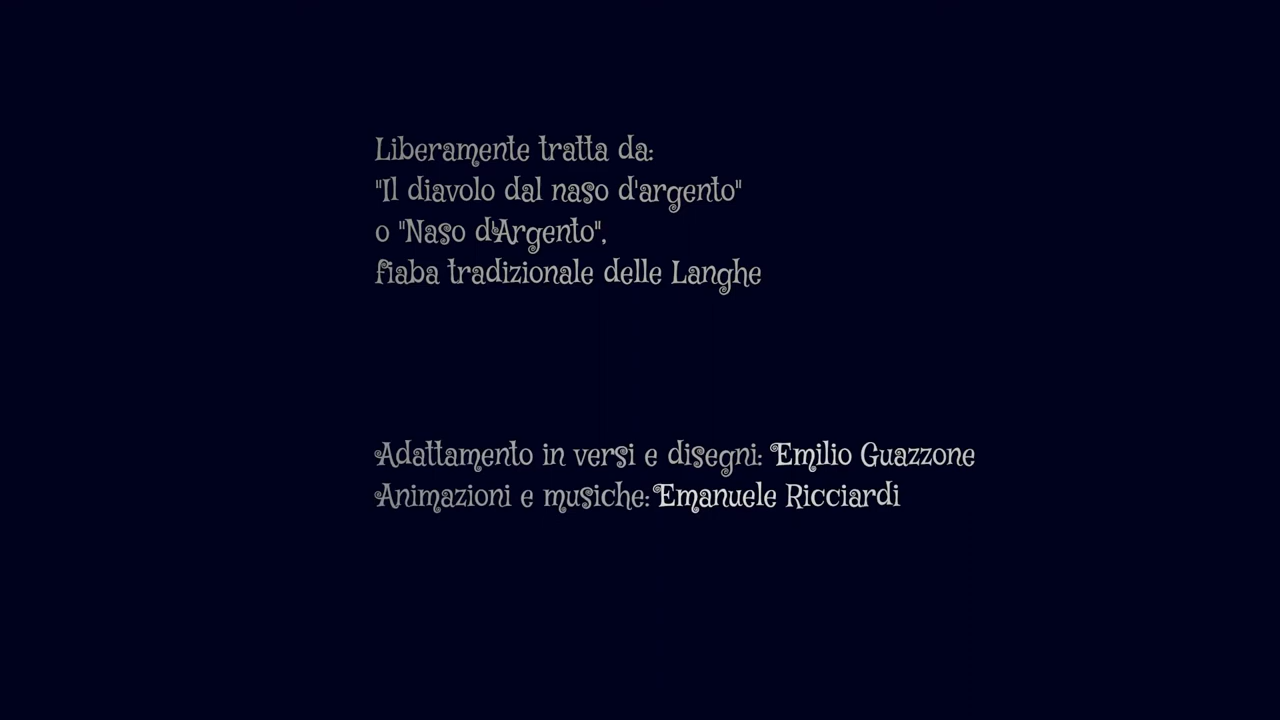 Liberamente tratta da:
"Il diavolo dal naso d'argento"
o "Naso d'Argento",
fiaba tradizionale delle Langhe
Adattamento in versi e disegni: Emilio Guazzone
Animazioni e musiche: Emanuele Ricciardi